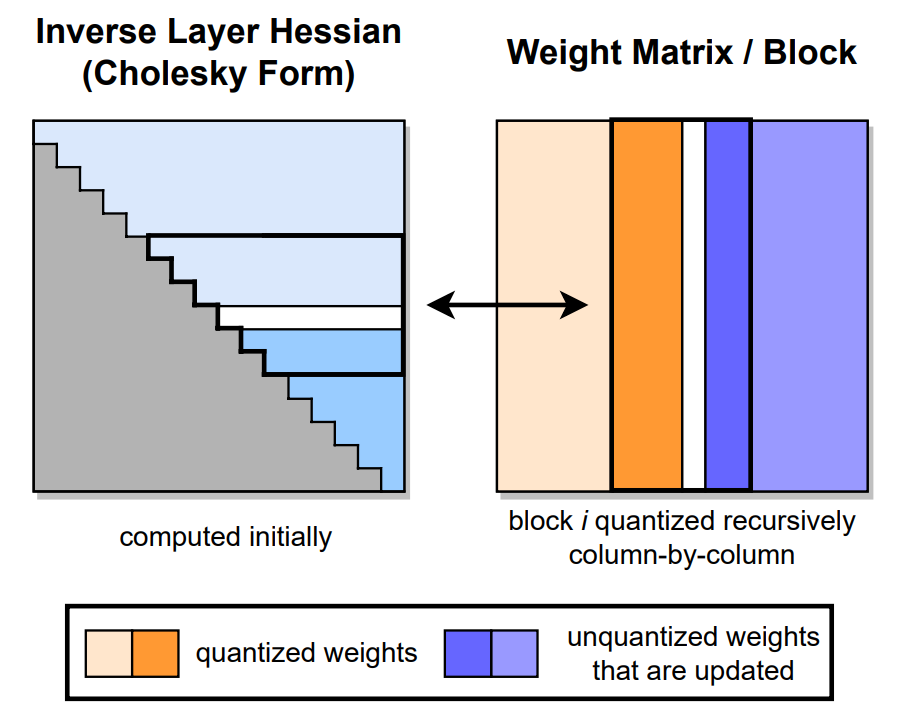 Inverse Layer Hessian
(Cholesky Form)
Weight Matrix / Block
computed initially
block i quantized recursively
column-by-column
quantized weights
unquantized weights
that are updated